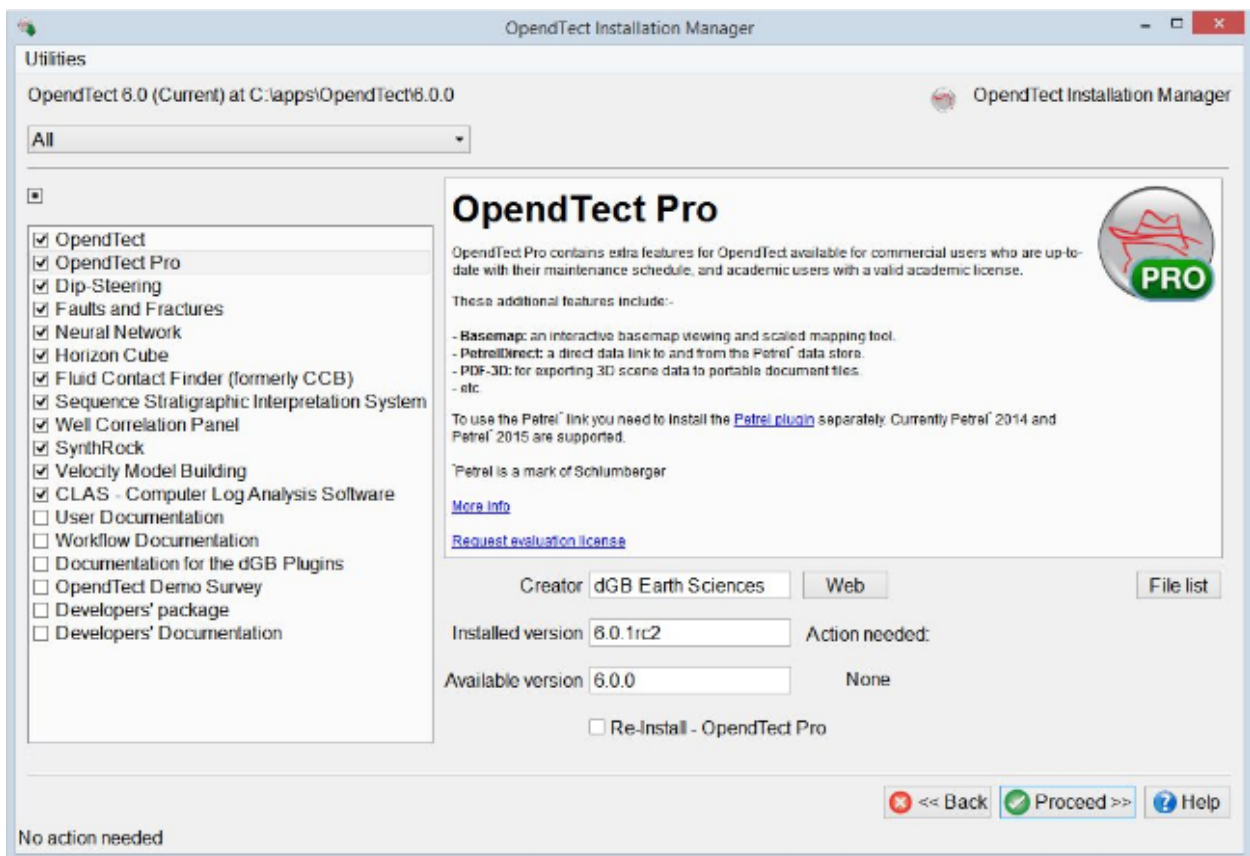 OpendTect Installation Manager
Utilities
OpendTect 6.0 (Current) at C:\apps\OpendTect\6.0.0
OpendTect Installation Manager
All
OpendTect
OpendTect Pro
Dip-Steering
Faults and Fractures
Neural Network
Horizon Cube
Fluid Contact Finder (formerly CCB)
Sequence Stratigraphic Interpretation System
Well Correlation Panel
SynthRock
Velocity Model Building
CLAS - Computer Log Analysis Software
User Documentation
Workflow Documentation
Documentation for the dGB Plugins
OpendTect Demo Survey
Developers' package
Developers' Documentation
OpendTect Pro
PRO
OpendTect Pro contains extra features for OpendTect available for commercial users who are up-to-
date with their maintenance schedule, and academic users with a valid academic license.
These additional features include:-
- Basemap: an interactive basemap viewing and scaled mapping tool.
- PetrelDirect: a direct data link to and from the Petrel* data store.
- PDF-3D: for exporting 3D scene data to portable document files.
- etc.
To use the Petrel* link you need to install the Petrel plugin separately. Currently Petrel* 2014 and
Petrel* 2015 are supported.
*Petrel is a mark of Schlumberger
More info
Request evaluation license
Creator dGB Earth Sciences Web File list
Installed version 6.0.1rc2 Action needed:
Available version 6.0.0 None
Re-Install - OpendTect Pro
<< Back Proceed >> Help
No action needed